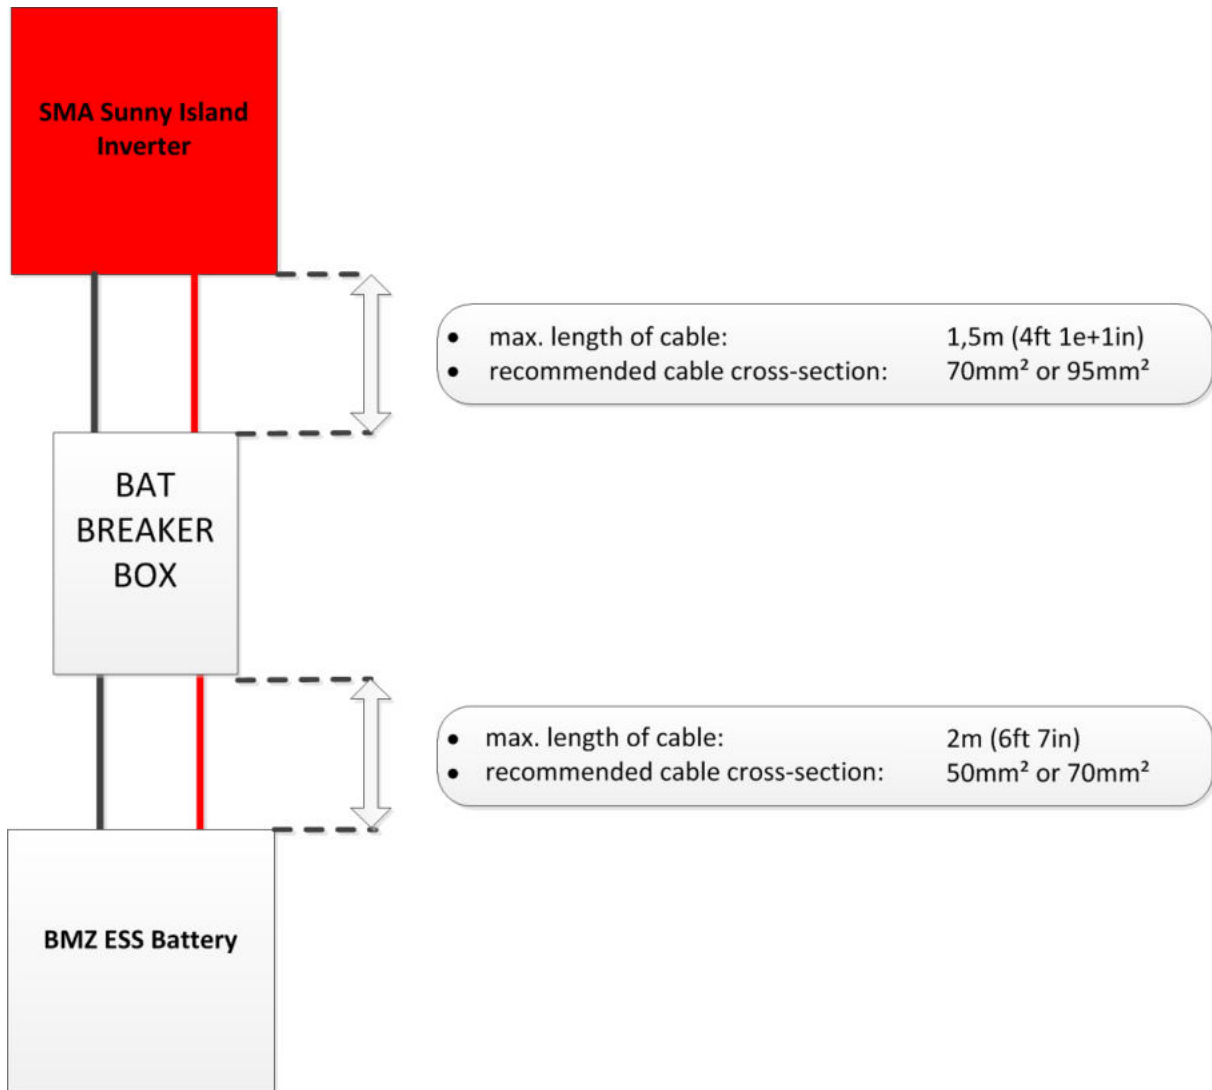 SMA Sunny Island
Inverter
• max. length of cable: 1,5m (4ft 1e+1in)
• recommended cable cross-section: 70mm² or 95mm²
BAT
BREAKER
BOX
• max. length of cable: 2m (6ft 7in)
• recommended cable cross-section: 50mm² or 70mm²
BMZ ESS Battery